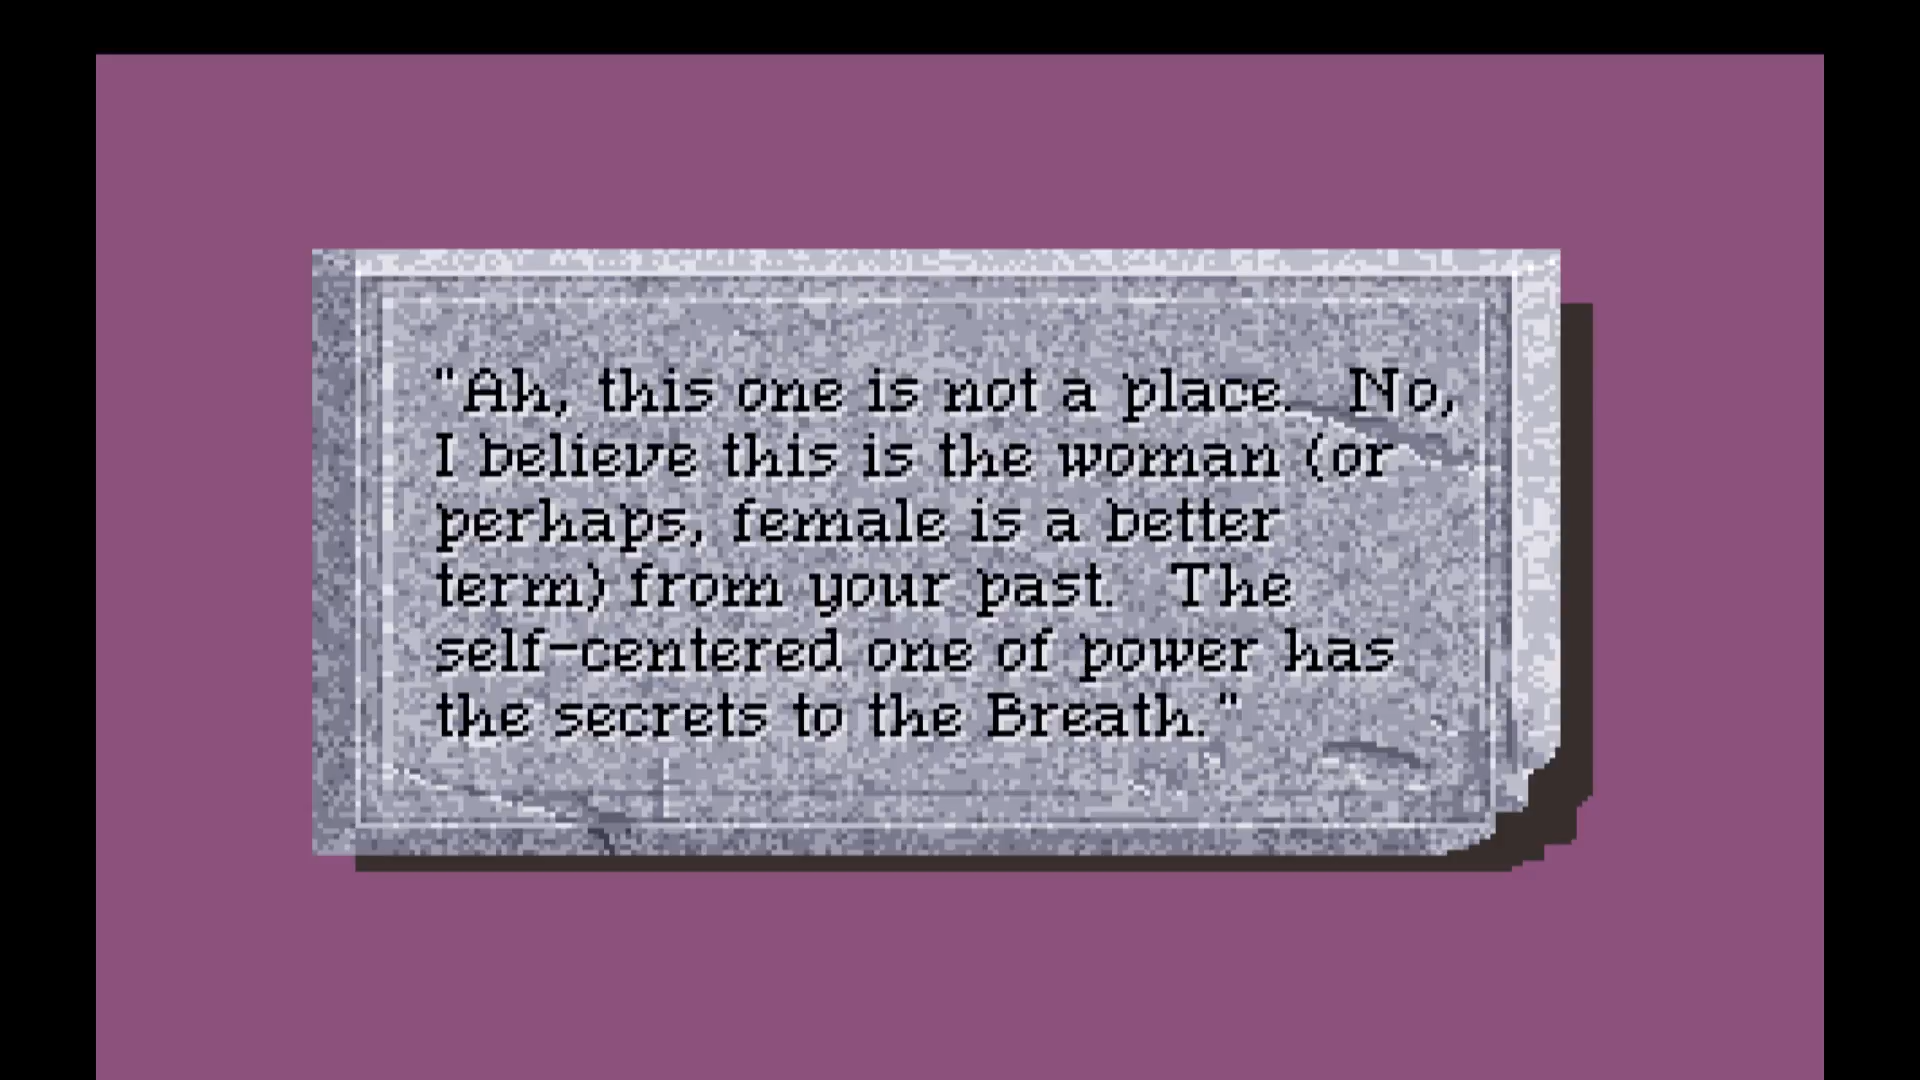 "Ah, this one is not a place.  No,
I believe this is the woman (or
perhaps, female is a better
term) from your past.  The
self-centered one of power has
the secrets to the Breath."